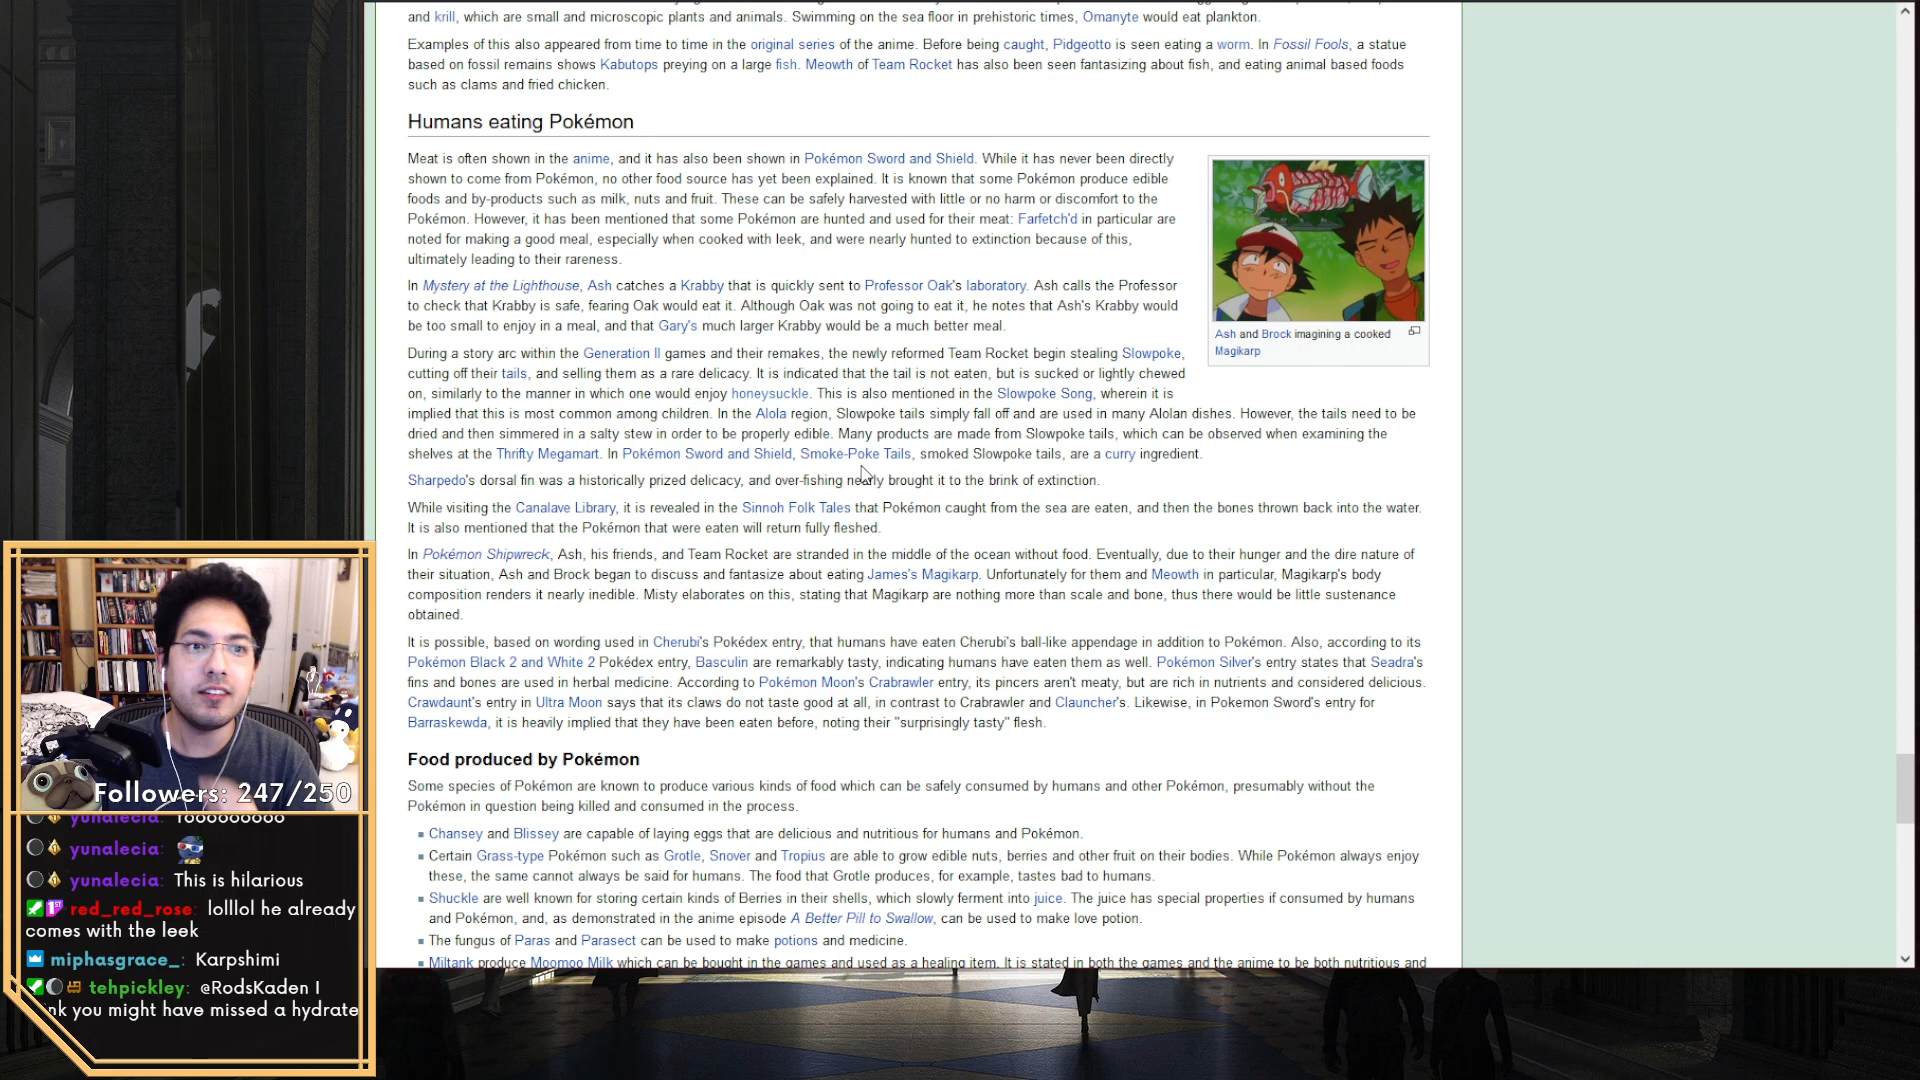 and krill, which are small and microscopic plants and animals. Swimming on the sea floor in prehistoric times, Omanyte would eat plankton.
Examples of this also appeared from time to time in the original series of the anime. Before being caught, Pidgeotto is seen eating a worm. In Fossil Fools, a statue
based on fossil remains shows Kabutops preying on a large fish. Meowth of Team Rocket has also been seen fantasizing about fish, and eating animal based foods
such as clams and fried chicken.
Humans eating Pokémon
Meat is often shown in the anime, and it has also been shown in Pokémon Sword and Shield. While it has never been directly
shown to come from Pokémon, no other food source has yet been explained. It is known that some Pokémon produce edible
foods and by-products such as milk, nuts and fruit. These can be safely harvested with little or no harm or discomfort to the
Pokémon. However, it has been mentioned that some Pokémon are hunted and used for their meat: Farfetch'd in particular are
noted for making a good meal, especially when cooked with leek, and were nearly hunted to extinction because of this,
ultimately leading to their rareness.
In Mystery at the Lighthouse, Ash catches a Krabby that is quickly sent to Professor Oak's laboratory. Ash calls the Professor
to check that Krabby is safe, fearing Oak would eat it. Although Oak was not going to eat it, he notes that Ash's Krabby would
be too small to enjoy in a meal, and that Gary's much larger Krabby would be a much better meal.
Ash and Brock imagining a cooked
Magikarp
During a story arc within the Generation II games and their remakes, the newly reformed Team Rocket begin stealing Slowpoke,
cutting off their tails, and selling them as a rare delicacy. It is indicated that the tail is not eaten, but is sucked or lightly chewed
on, similarly to the manner in which one would enjoy honeysuckle. This is also mentioned in the Slowpoke Song, wherein it is
implied that this is most common among children. In the Alola region, Slowpoke tails simply fall off and are used in many Alolan dishes. However, the tails need to be
dried and then simmered in a salty stew in order to be properly edible. Many products are made from Slowpoke tails, which can be observed when examining the
shelves at the Thrifty Megamart. In Pokémon Sword and Shield, Smoke-Poke Tails, smoked Slowpoke tails, are a curry ingredient.
Sharpedo's dorsal fin was a historically prized delicacy, and over-fishing nearly brought it to the brink of extinction.
While visiting the Canalave Library, it is revealed in the Sinnoh Folk Tales that Pokémon caught from the sea are eaten, and then the bones thrown back into the water.
It is also mentioned that the Pokémon that were eaten will return fully fleshed.
In Pokémon Shipwreck, Ash, his friends, and Team Rocket are stranded in the middle of the ocean without food. Eventually, due to their hunger and the dire nature of
their situation, Ash and Brock began to discuss and fantasize about eating James's Magikarp. Unfortunately for them and Meowth in particular, Magikarp's body
composition renders it nearly inedible. Misty elaborates on this, stating that Magikarp are nothing more than scale and bone, thus there would be little sustenance
obtained.
It is possible, based on wording used in Cherubi's Pokédex entry, that humans have eaten Cherubi's ball-like appendage in addition to Pokémon. Also, according to its
Pokémon Black 2 and White 2 Pokédex entry, Basculin are remarkably tasty, indicating humans have eaten them as well. Pokémon Silver's entry states that Seadra's
fins and bones are used in herbal medicine. According to Pokémon Moon's Crabrawler entry, its pincers aren't meaty, but are rich in nutrients and considered delicious.
Crawdaunt's entry in Ultra Moon says that its claws do not taste good at all, in contrast to Crabrawler and Clauncher's. Likewise, in Pokemon Sword's entry for
Barraskewda, it is heavily implied that they have been eaten before, noting their "surprisingly tasty" flesh.
Food produced by Pokémon
Some species of Pokémon are known to produce various kinds of food which can be safely consumed by humans and other Pokémon, presumably without the
Pokémon in question being killed and consumed in the process.
Chansey and Blissey are capable of laying eggs that are delicious and nutritious for humans and Pokémon.
Certain Grass-type Pokémon such as Grotle, Snover and Tropius are able to grow edible nuts, berries and other fruit on their bodies. While Pokémon always enjoy
these, the same cannot always be said for humans. The food that Grotle produces, for example, tastes bad to humans.
Shuckle are well known for storing certain kinds of Berries in their shells, which slowly ferment into juice. The juice has special properties if consumed by humans
and Pokémon, and, as demonstrated in the anime episode A Better Pill to Swallow, can be used to make love potion.
The fungus of Paras and Parasect can be used to make potions and medicine.
Miltank produce Moomoo Milk which can be bought in the games and used as a healing item. It is stated in both the games and the anime to be both nutritious and
Followers: 247/250
yunalecia:
yunalecia:
yunalecia: This is hilarious
red_red_rose: lolllol he already
comes with the leek
miphasgrace_: Karpshimi
tehpickley: @RodsKaden I
nk you might have missed a hydrate